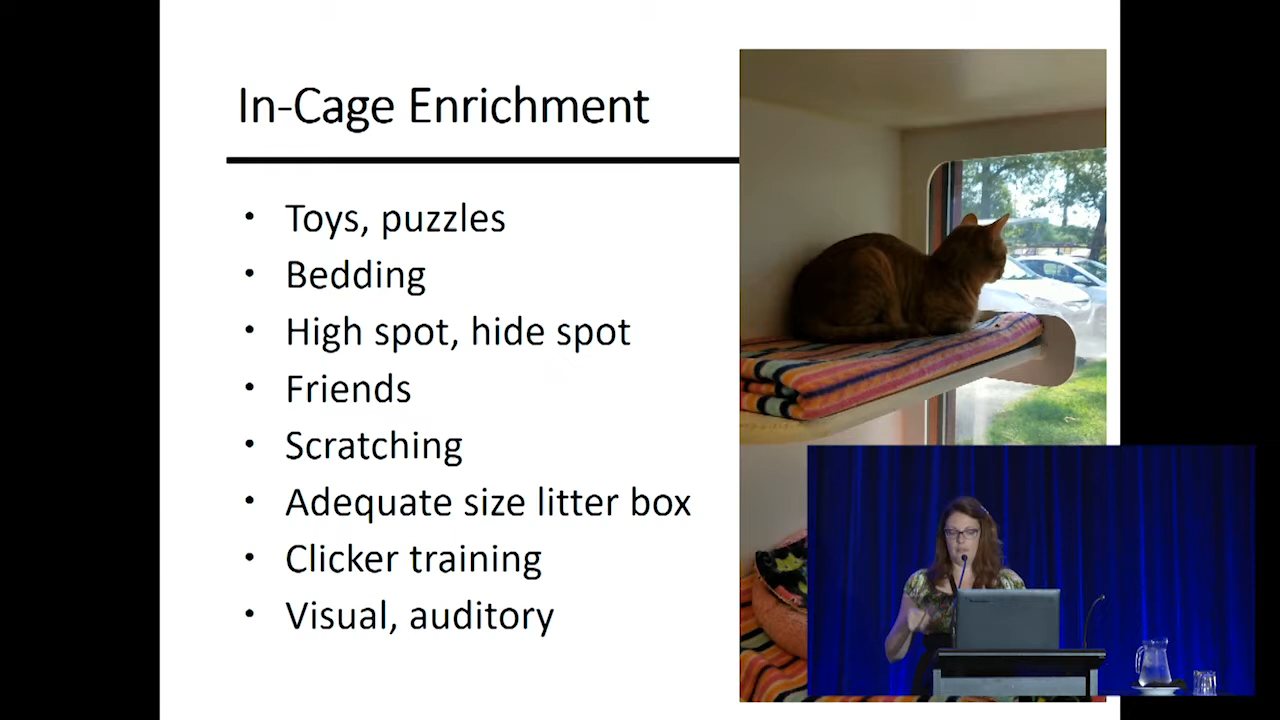 In-Cage Enrichment
• Toys, puzzles
• Bedding
• High spot, hide spot
• Friends
• Scratching
• Adequate size litter box
• Clicker training
• Visual, auditory